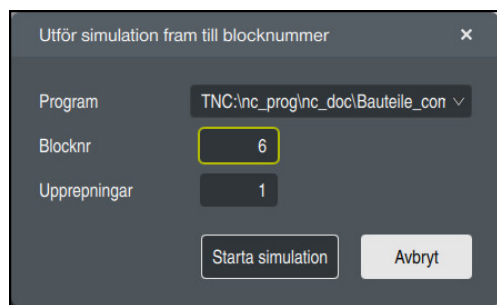 Utför simulation fram till blocknummer
Program TNC:\nc_prog\nc_doc\Bauteile_con
Blocknr 6
Upprepningar 1
Starta simulation Avbryt